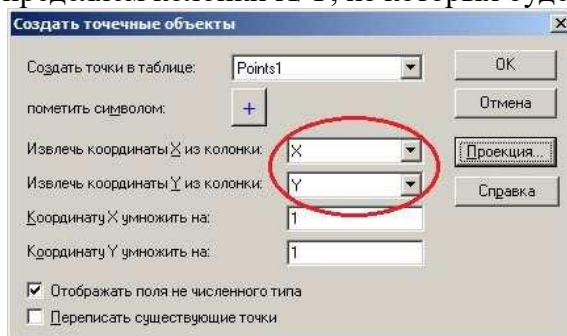 Создать точечные объекты
Создать точки в таблице: Points1 OK
пометить символом: + Отмена
Извлечь координаты X из колонки: X Проекция...
Извлечь координаты Y из колонки: Y Справка
Координату X умножить на: 1
Координату Y умножить на: 1
Отображать поля не численного типа
Переписать существующие точки